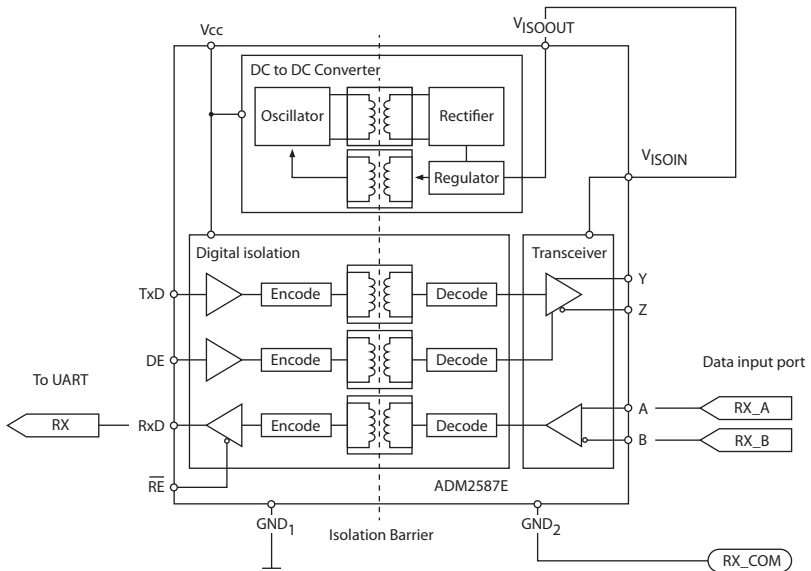 Vcc
VISOOUT
DC to DC Converter
Oscillator
Rectifier
Regulator
VISOIN
Digital isolation
Transceiver
TxD
Encode
Decode
Y
Z
DE
Encode
Decode
To UART
Data input port
RX
RxD
Encode
Decode
A
RX_A
B
RX_B
RE
ADM2587E
GND1
Isolation Barrier
GND2
RX_COM